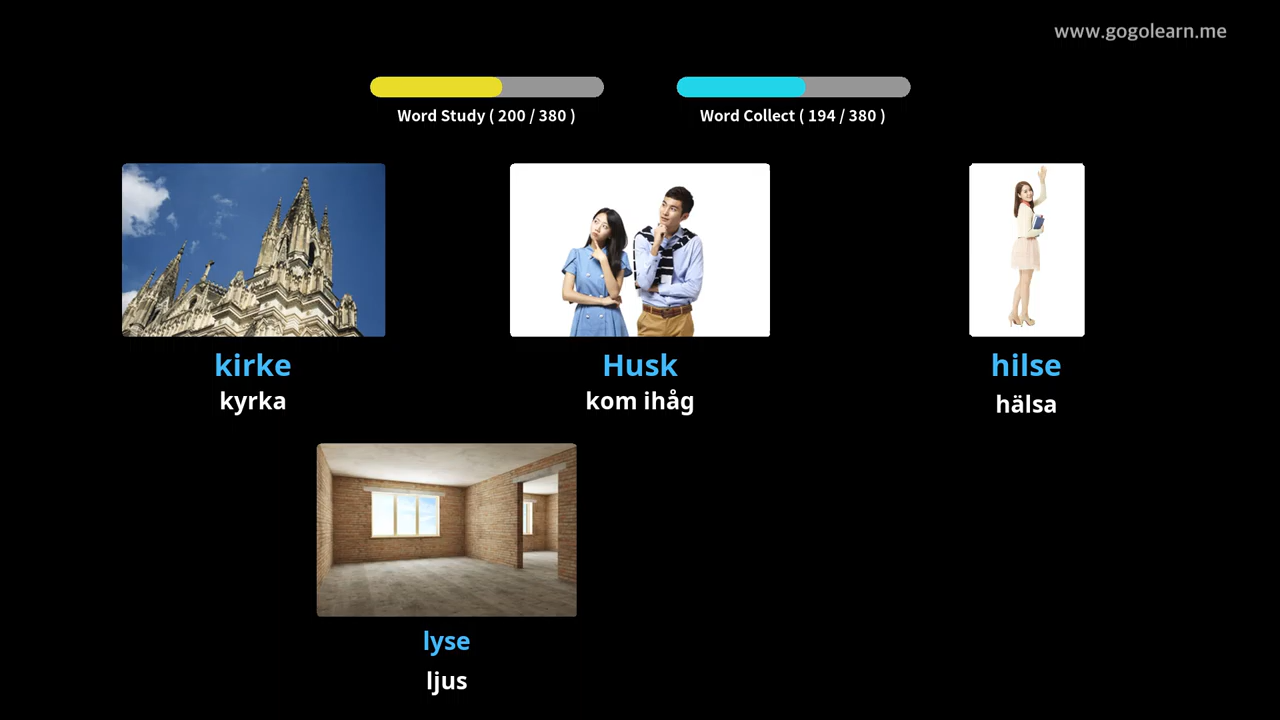 www.gogolearn.me
Word Study ( 200 / 380 )
Word Collect ( 194 / 380 )
kirke
kyrka
Husk
kom ihåg
hilse
hälsa
lyse
ljus